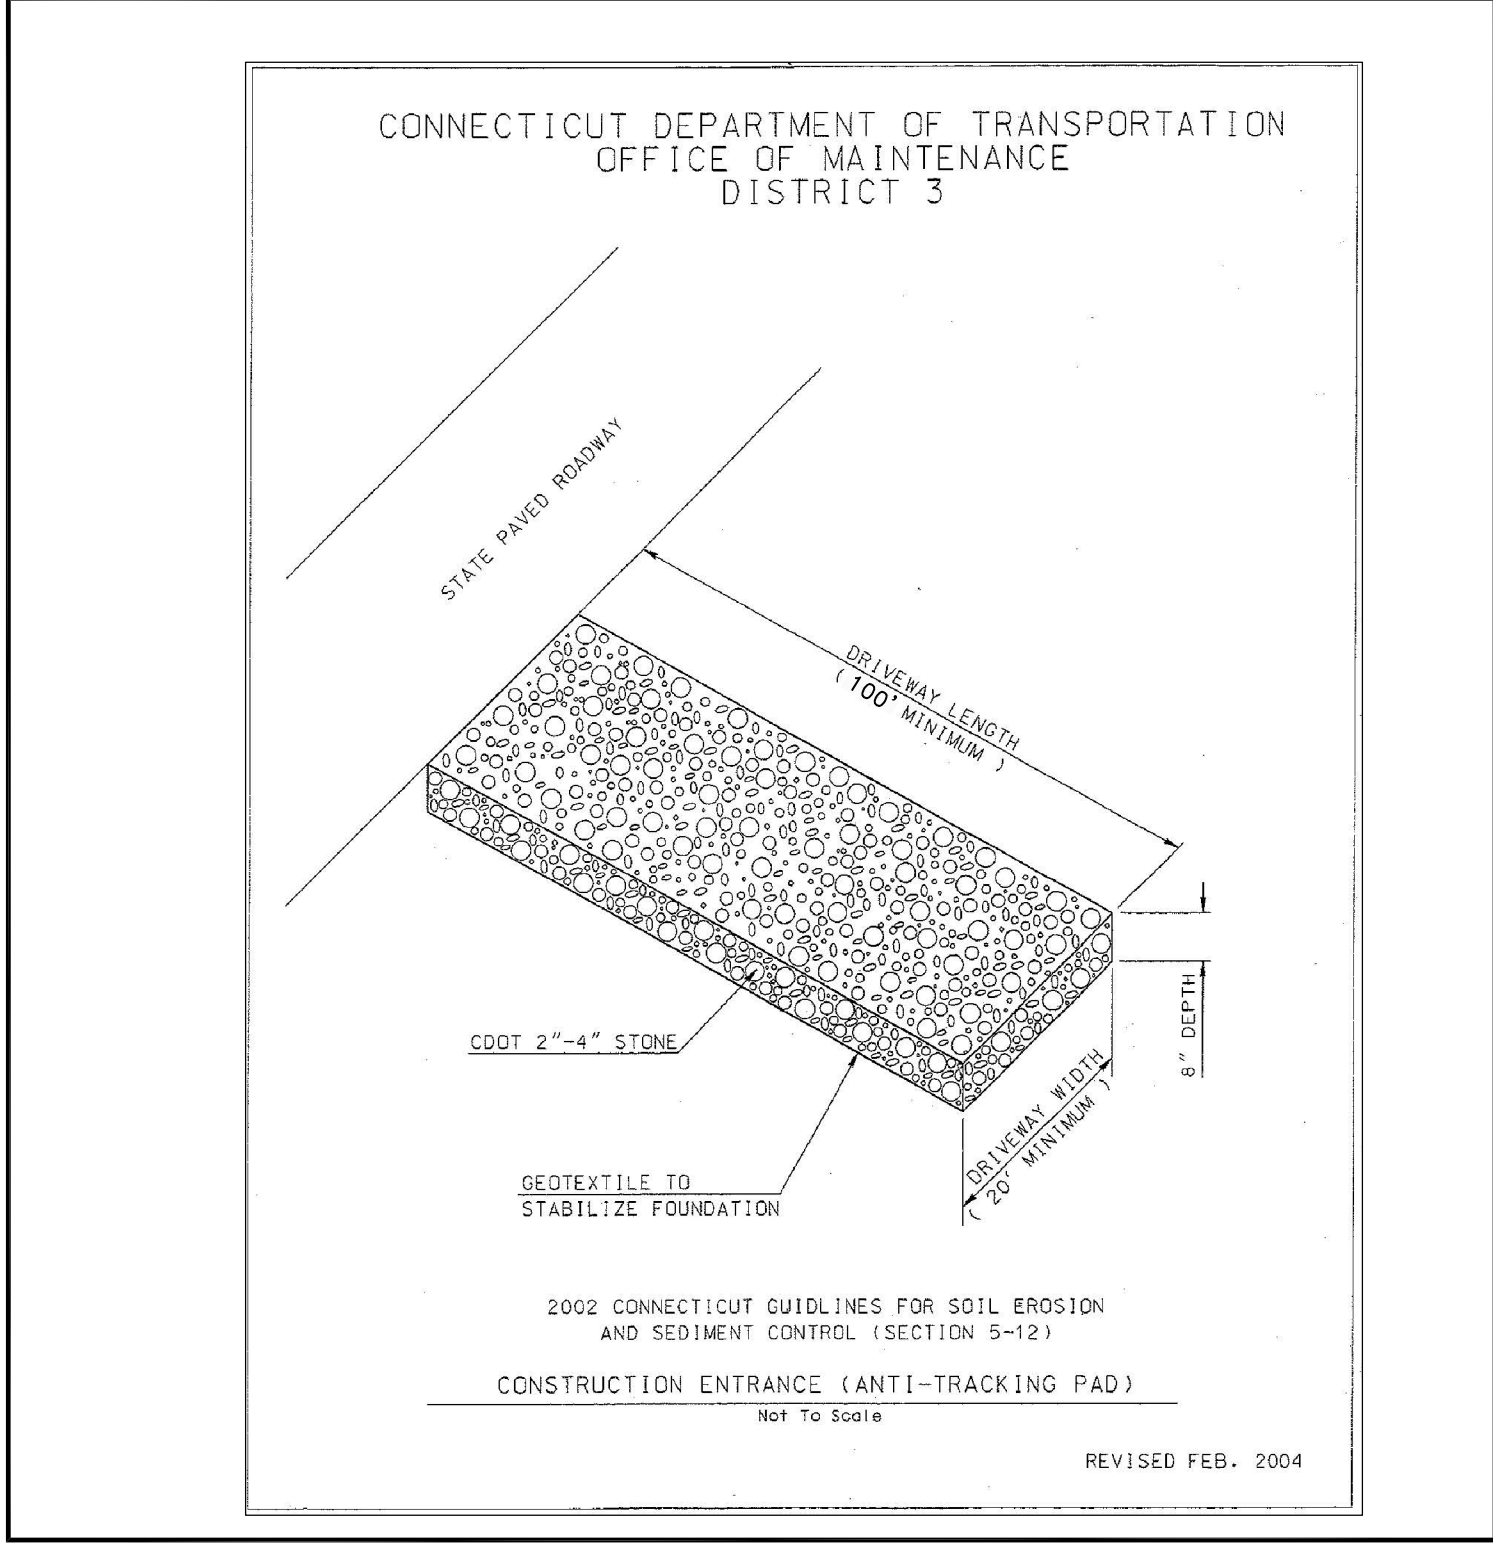 CONNECTICUT DEPARTMENT OF TRANSPORTATION
OFFICE OF MAINTENANCE
DISTRICT 3
STATE PAVED ROADWAY
DRIVEWAY LENGTH
( 100' MINIMUM )
8" DEPTH
CDOT 2"-4" STONE
DRIVEWAY WIDTH
( 20' MINIMUM )
GEOTEXTILE TO
STABILIZE FOUNDATION
2002 CONNECTICUT GUIDLINES FOR SOIL EROSION
AND SEDIMENT CONTROL (SECTION 5-12)
CONSTRUCTION ENTRANCE (ANTI-TRACKING PAD)
Not To Scale
REVISED FEB. 2004